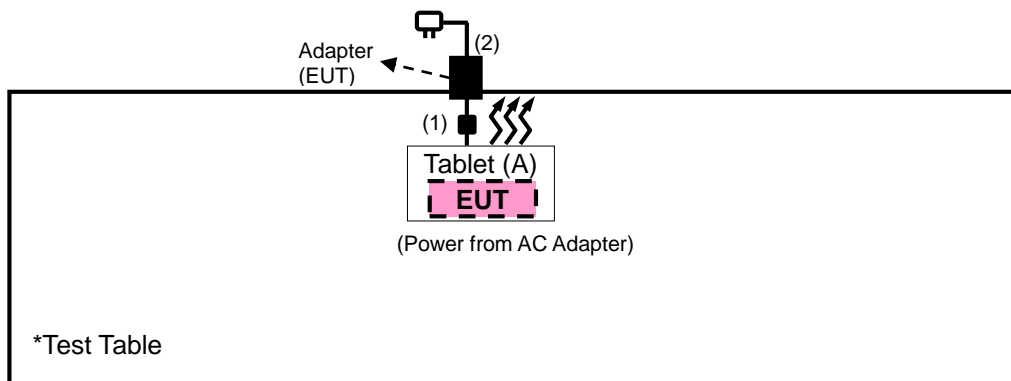 (2)
Adapter
(EUT)
(1)
Tablet (A)
EUT
(Power from AC Adapter)
*Test Table